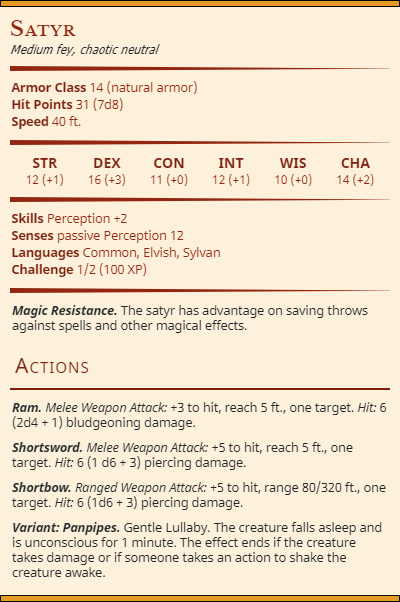 Satyr
Medium fey, chaotic neutral
Armor Class 14 (natural armor)
Hit Points 31 (7d8)
Speed 40 ft.
STR DEX CON INT WIS CHA
12 (+1) 16 (+3) 11 (+0) 12 (+1) 10 (+0) 14 (+2)
Skills Perception +2
Senses passive Perception 12
Languages Common, Elvish, Sylvan
Challenge 1/2 (100 XP)
Magic Resistance. The satyr has advantage on saving throws
against spells and other magical effects.
Actions
Ram. Melee Weapon Attack: +3 to hit, reach 5 ft., one target. Hit: 6
(2d4 + 1) bludgeoning damage.
Shortsword. Melee Weapon Attack: +5 to hit, reach 5 ft., one
target. Hit: 6 (1 d6 + 3) piercing damage.
Shortbow. Ranged Weapon Attack: +5 to hit, range 80/320 ft., one
target. Hit: 6 (1d6 + 3) piercing damage.
Variant: Panpipes. Gentle Lullaby. The creature falls asleep and
is unconscious for 1 minute. The effect ends if the creature
takes damage or if someone takes an action to shake the
creature awake.